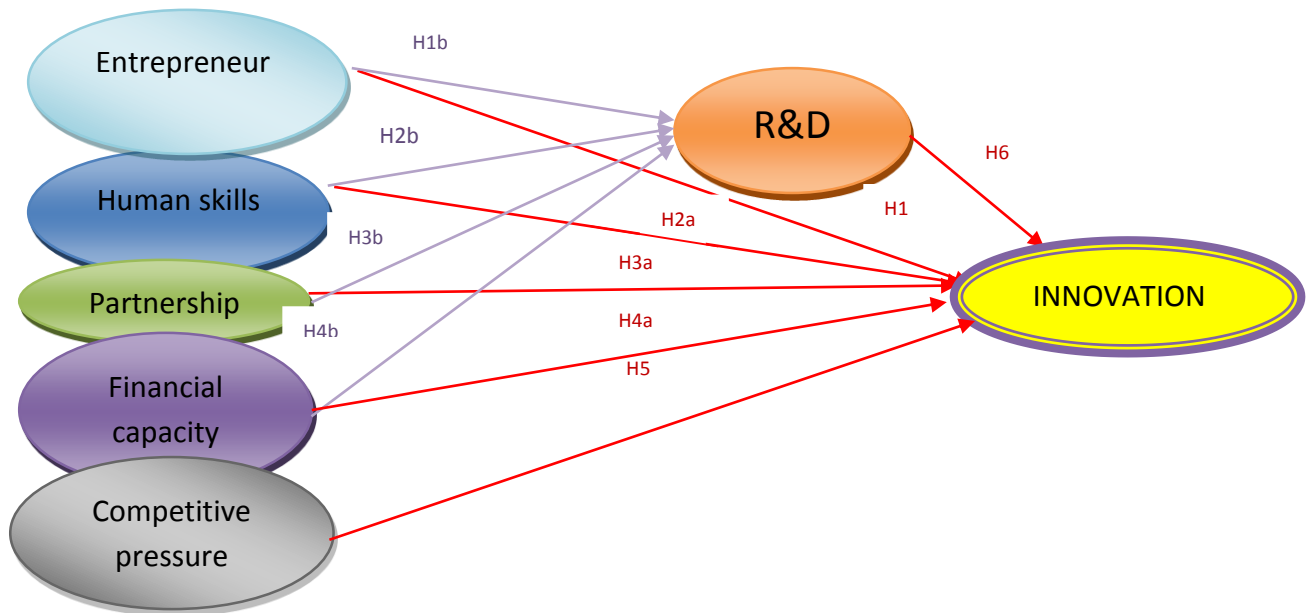 Entrepreneur
H1b
R&D
H2b
H6
Human skills
H1
H2a
H3b
H3a
Partnership
INNOVATION
H4a
H4b
H5
Financial
capacity
Competitive
pressure